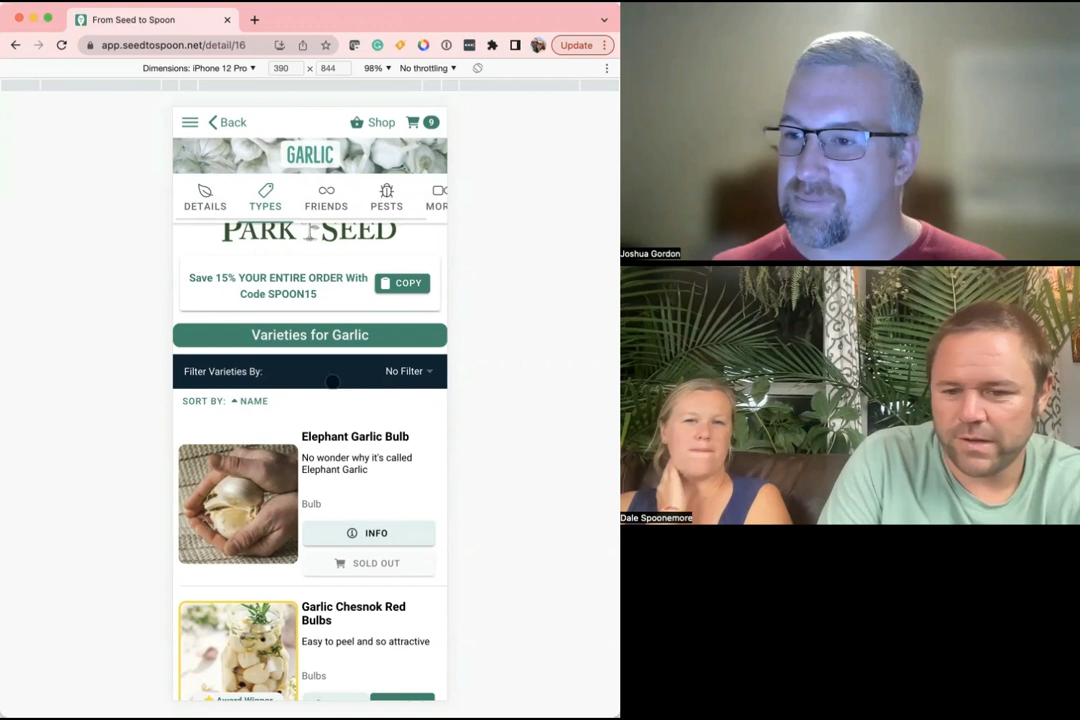 From Seed to Spoon
app.seedtospoon.net/detail/16
Update
Dimensions: iPhone 12 Pro
390 x 844
98%
No throttling
Back
Shop
9
GARLIC
DETAILS
TYPES
FRIENDS
PESTS
MOR
PARK SEED
Save 15% YOUR ENTIRE ORDER With
Code SPOON15
COPY
Varieties for Garlic
Filter Varieties By:
No Filter
SORT BY:
NAME
Elephant Garlic Bulb
No wonder why it's called
Elephant Garlic
Bulb
INFO
SOLD OUT
Garlic Chesnok Red
Bulbs
Easy to peel and so attractive
Bulbs
Award Winner
Joshua Gordon
Dale Spoonemore